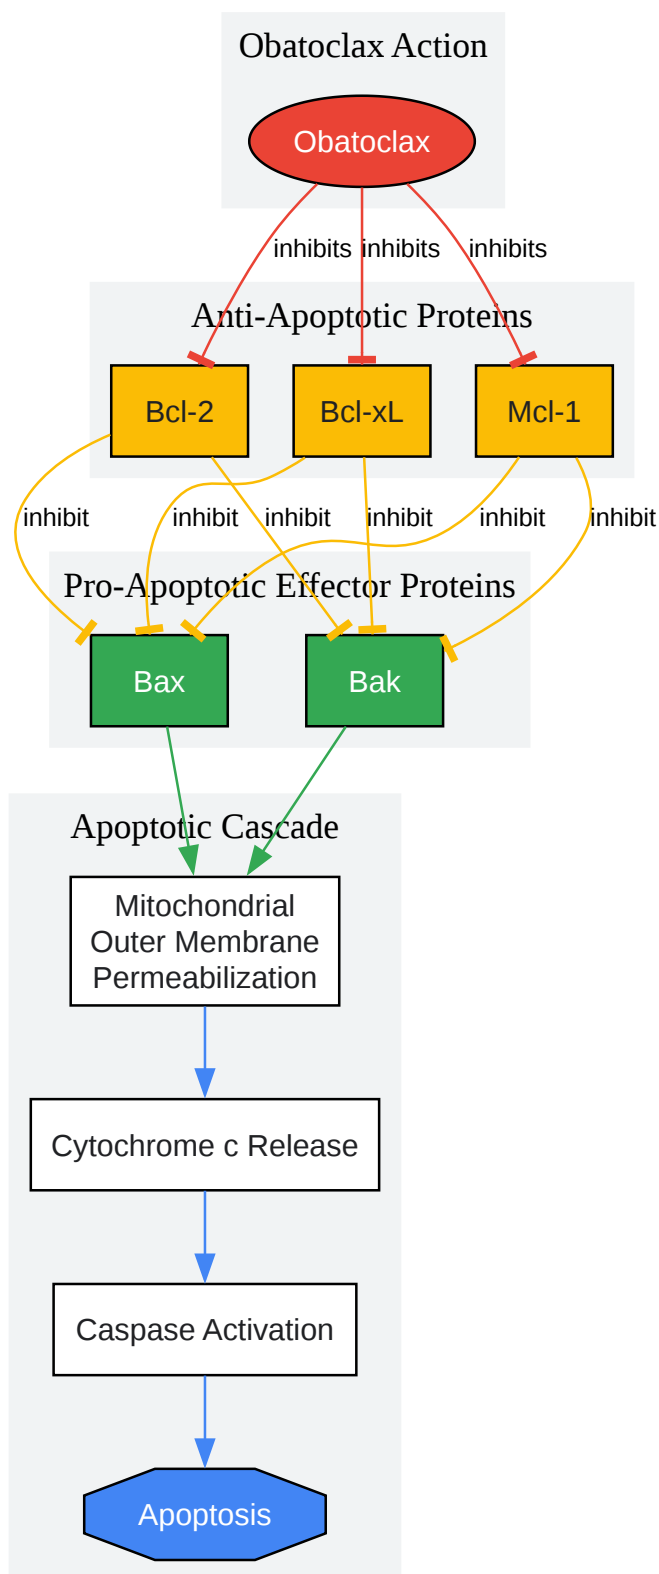 Obatoclax Action
Obatoclax
inhibits inhibits inhibits
Anti-Apoptotic Proteins
Bcl-2 Bcl-xL Mcl-1
inhibit inhibit inhibit inhibit inhibit inhibit
Pro-Apoptotic Effector Proteins
Bax Bak
Apoptotic Cascade
Mitochondrial
Outer Membrane
Permeabilization
Cytochrome c Release
Caspase Activation
Apoptosis